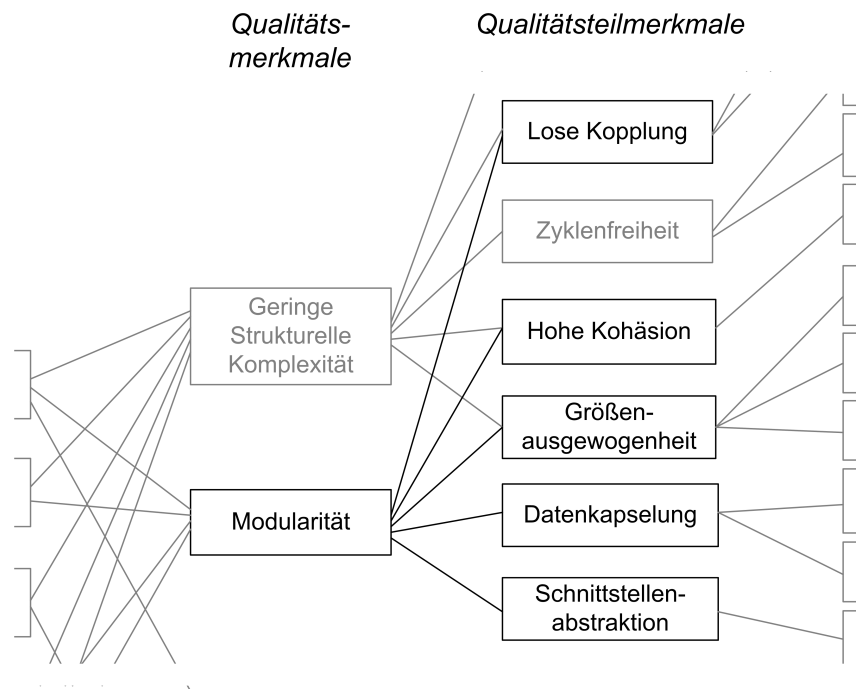 Qualitäts-
merkmale
Qualitätsteilmerkmale
Lose Kopplung
Zyklenfreiheit
Geringe
Strukturelle
Komplexität
Hohe Kohäsion
Größen-
ausgewogenheit
Modularität
Datenkapselung
Schnittstellen-
abstraktion